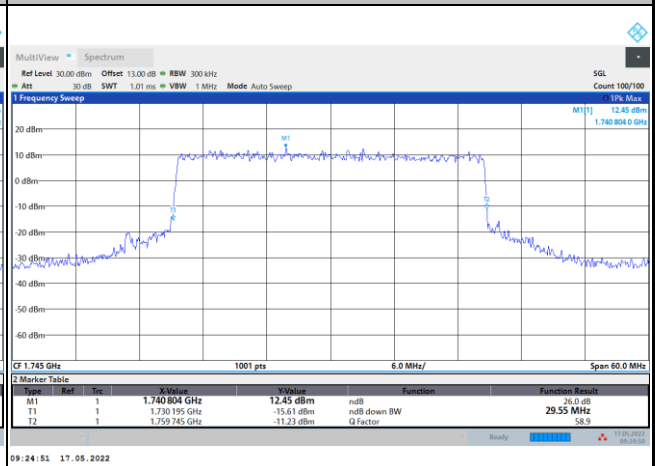 MultiView Spectrum
Ref Level 30.00 dBm Offset 13.00 dB RBW 300 kHz SGL
Att 30 dB SWT 1.01 ms VBW 1 MHz Mode Auto Sweep Count 100/100
1 Frequency Sweep 1Pk Max
M1[1] 12.45 dBm
1.740 804 0 GHz
M1
20 dBm
10 dBm
0 dBm
-10 dBm
T1 T2
-20 dBm
-30 dBm
-40 dBm
-50 dBm
-60 dBm
CF 1.745 GHz 1001 pts 6.0 MHz/ Span 60.0 MHz
2 Marker Table
Type Ref Trc X-Value Y-Value Function Function Result
M1 1 1.740 804 GHz 12.45 dBm ndB 26.0 dB
T1 1 1.730 195 GHz -15.61 dBm ndB down BW 29.55 MHz
T2 1 1.759 745 GHz -11.23 dBm Q Factor 58.9
Ready 17.05.2022
09:24:50
09:24:51 17.05.2022